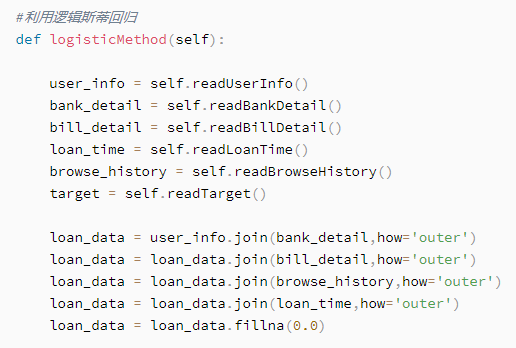 #利用逻辑斯蒂回归
def logisticMethod(self):
user_info = self.readUserInfo()
bank_detail = self.readBankDetail()
bill_detail = self.readBillDetail()
loan_time = self.readLoanTime()
browse_history = self.readBrowseHistory()
target = self.readTarget()
loan_data = user_info.join(bank_detail,how='outer')
loan_data = loan_data.join(bill_detail,how='outer')
loan_data = loan_data.join(browse_history,how='outer')
loan_data = loan_data.join(loan_time,how='outer')
loan_data = loan_data.fillna(0.0)